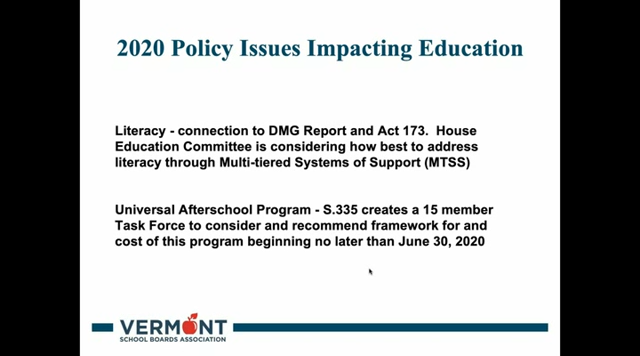 2020 Policy Issues Impacting Education
Literacy - connection to DMG Report and Act 173. House
Education Committee is considering how best to address
literacy through Multi-tiered Systems of Support (MTSS)
Universal Afterschool Program - S.335 creates a 15 member
Task Force to consider and recommend framework for and
cost of this program beginning no later than June 30, 2020
VERMONT
SCHOOL BOARDS ASSOCIATION